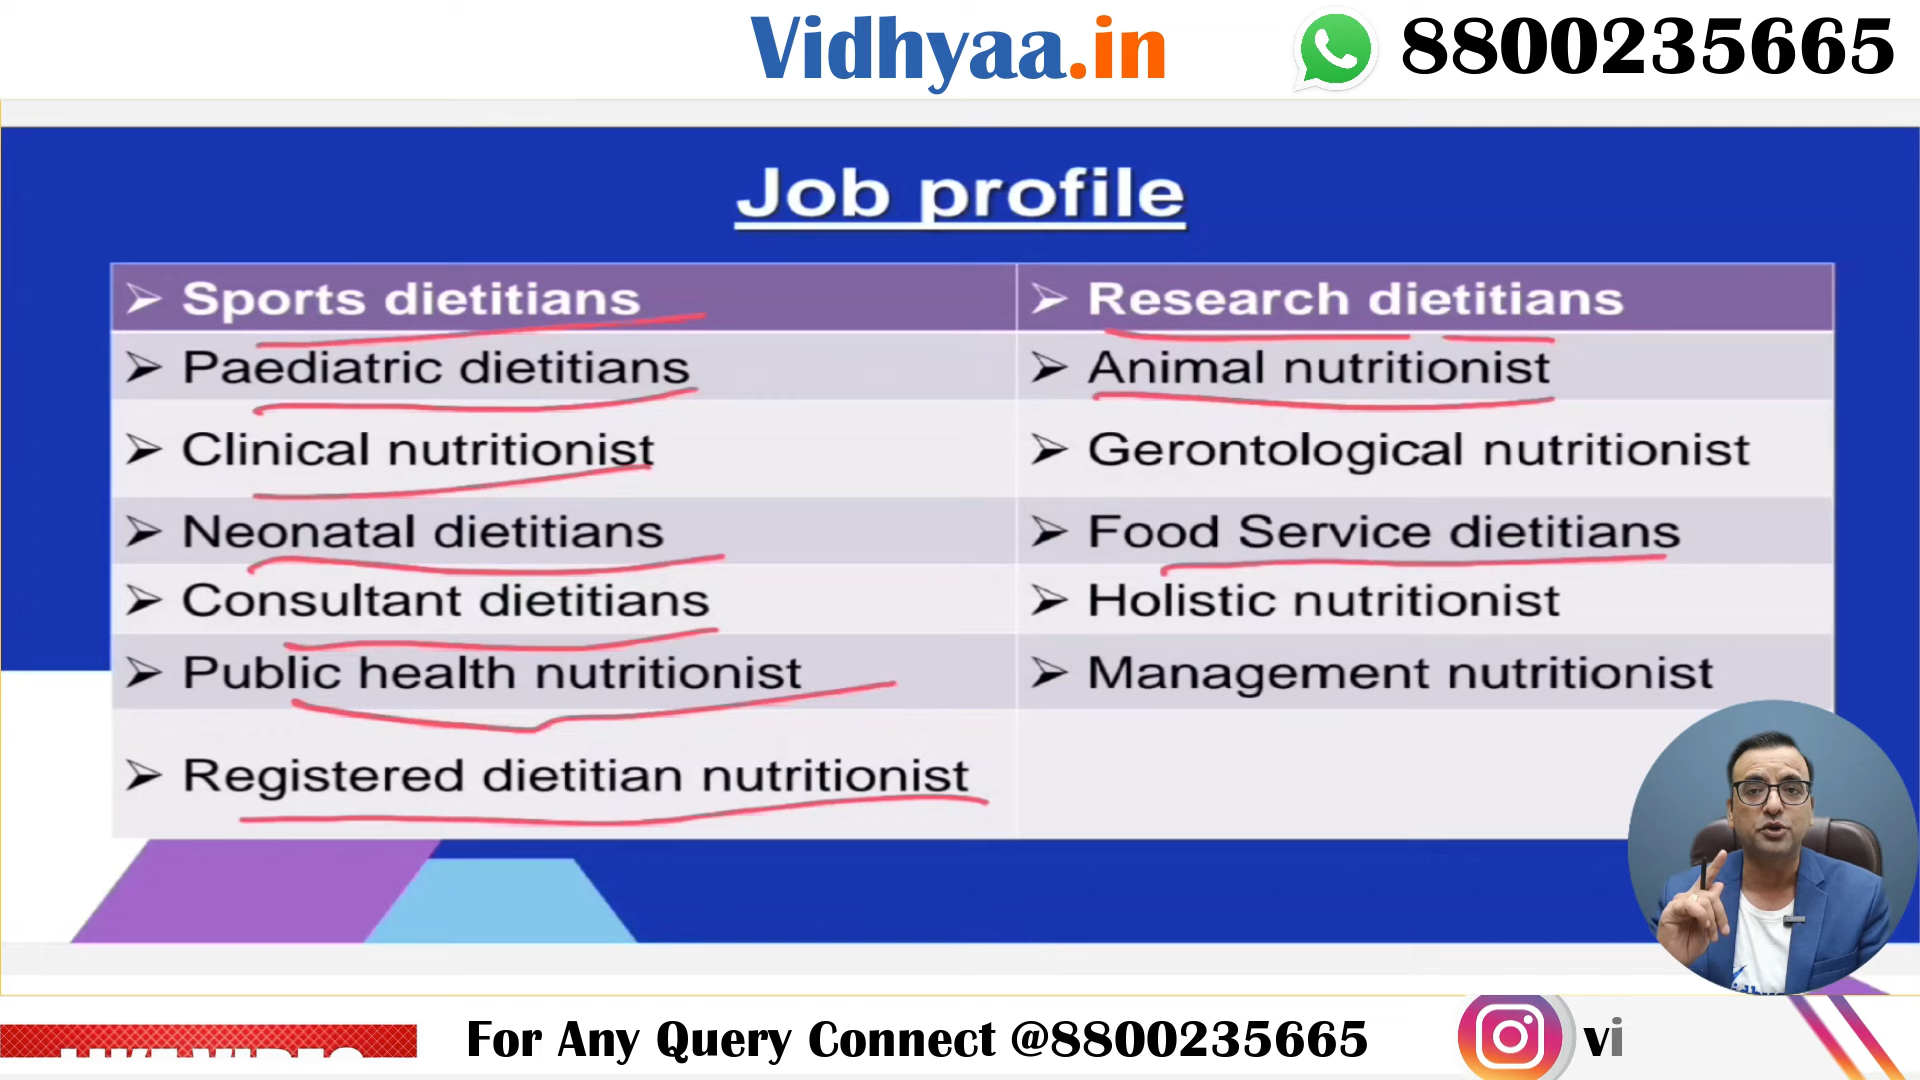 Vidhyaa.in
8800235665
Job profile
Sports dietitians
Research dietitians
Paediatric dietitians
Animal nutritionist
Clinical nutritionist
Gerontological nutritionist
Neonatal dietitians
Food Service dietitians
Consultant dietitians
Holistic nutritionist
Public health nutritionist
Management nutritionist
Registered dietitian nutritionist
For Any Query Connect @8800235665
vi